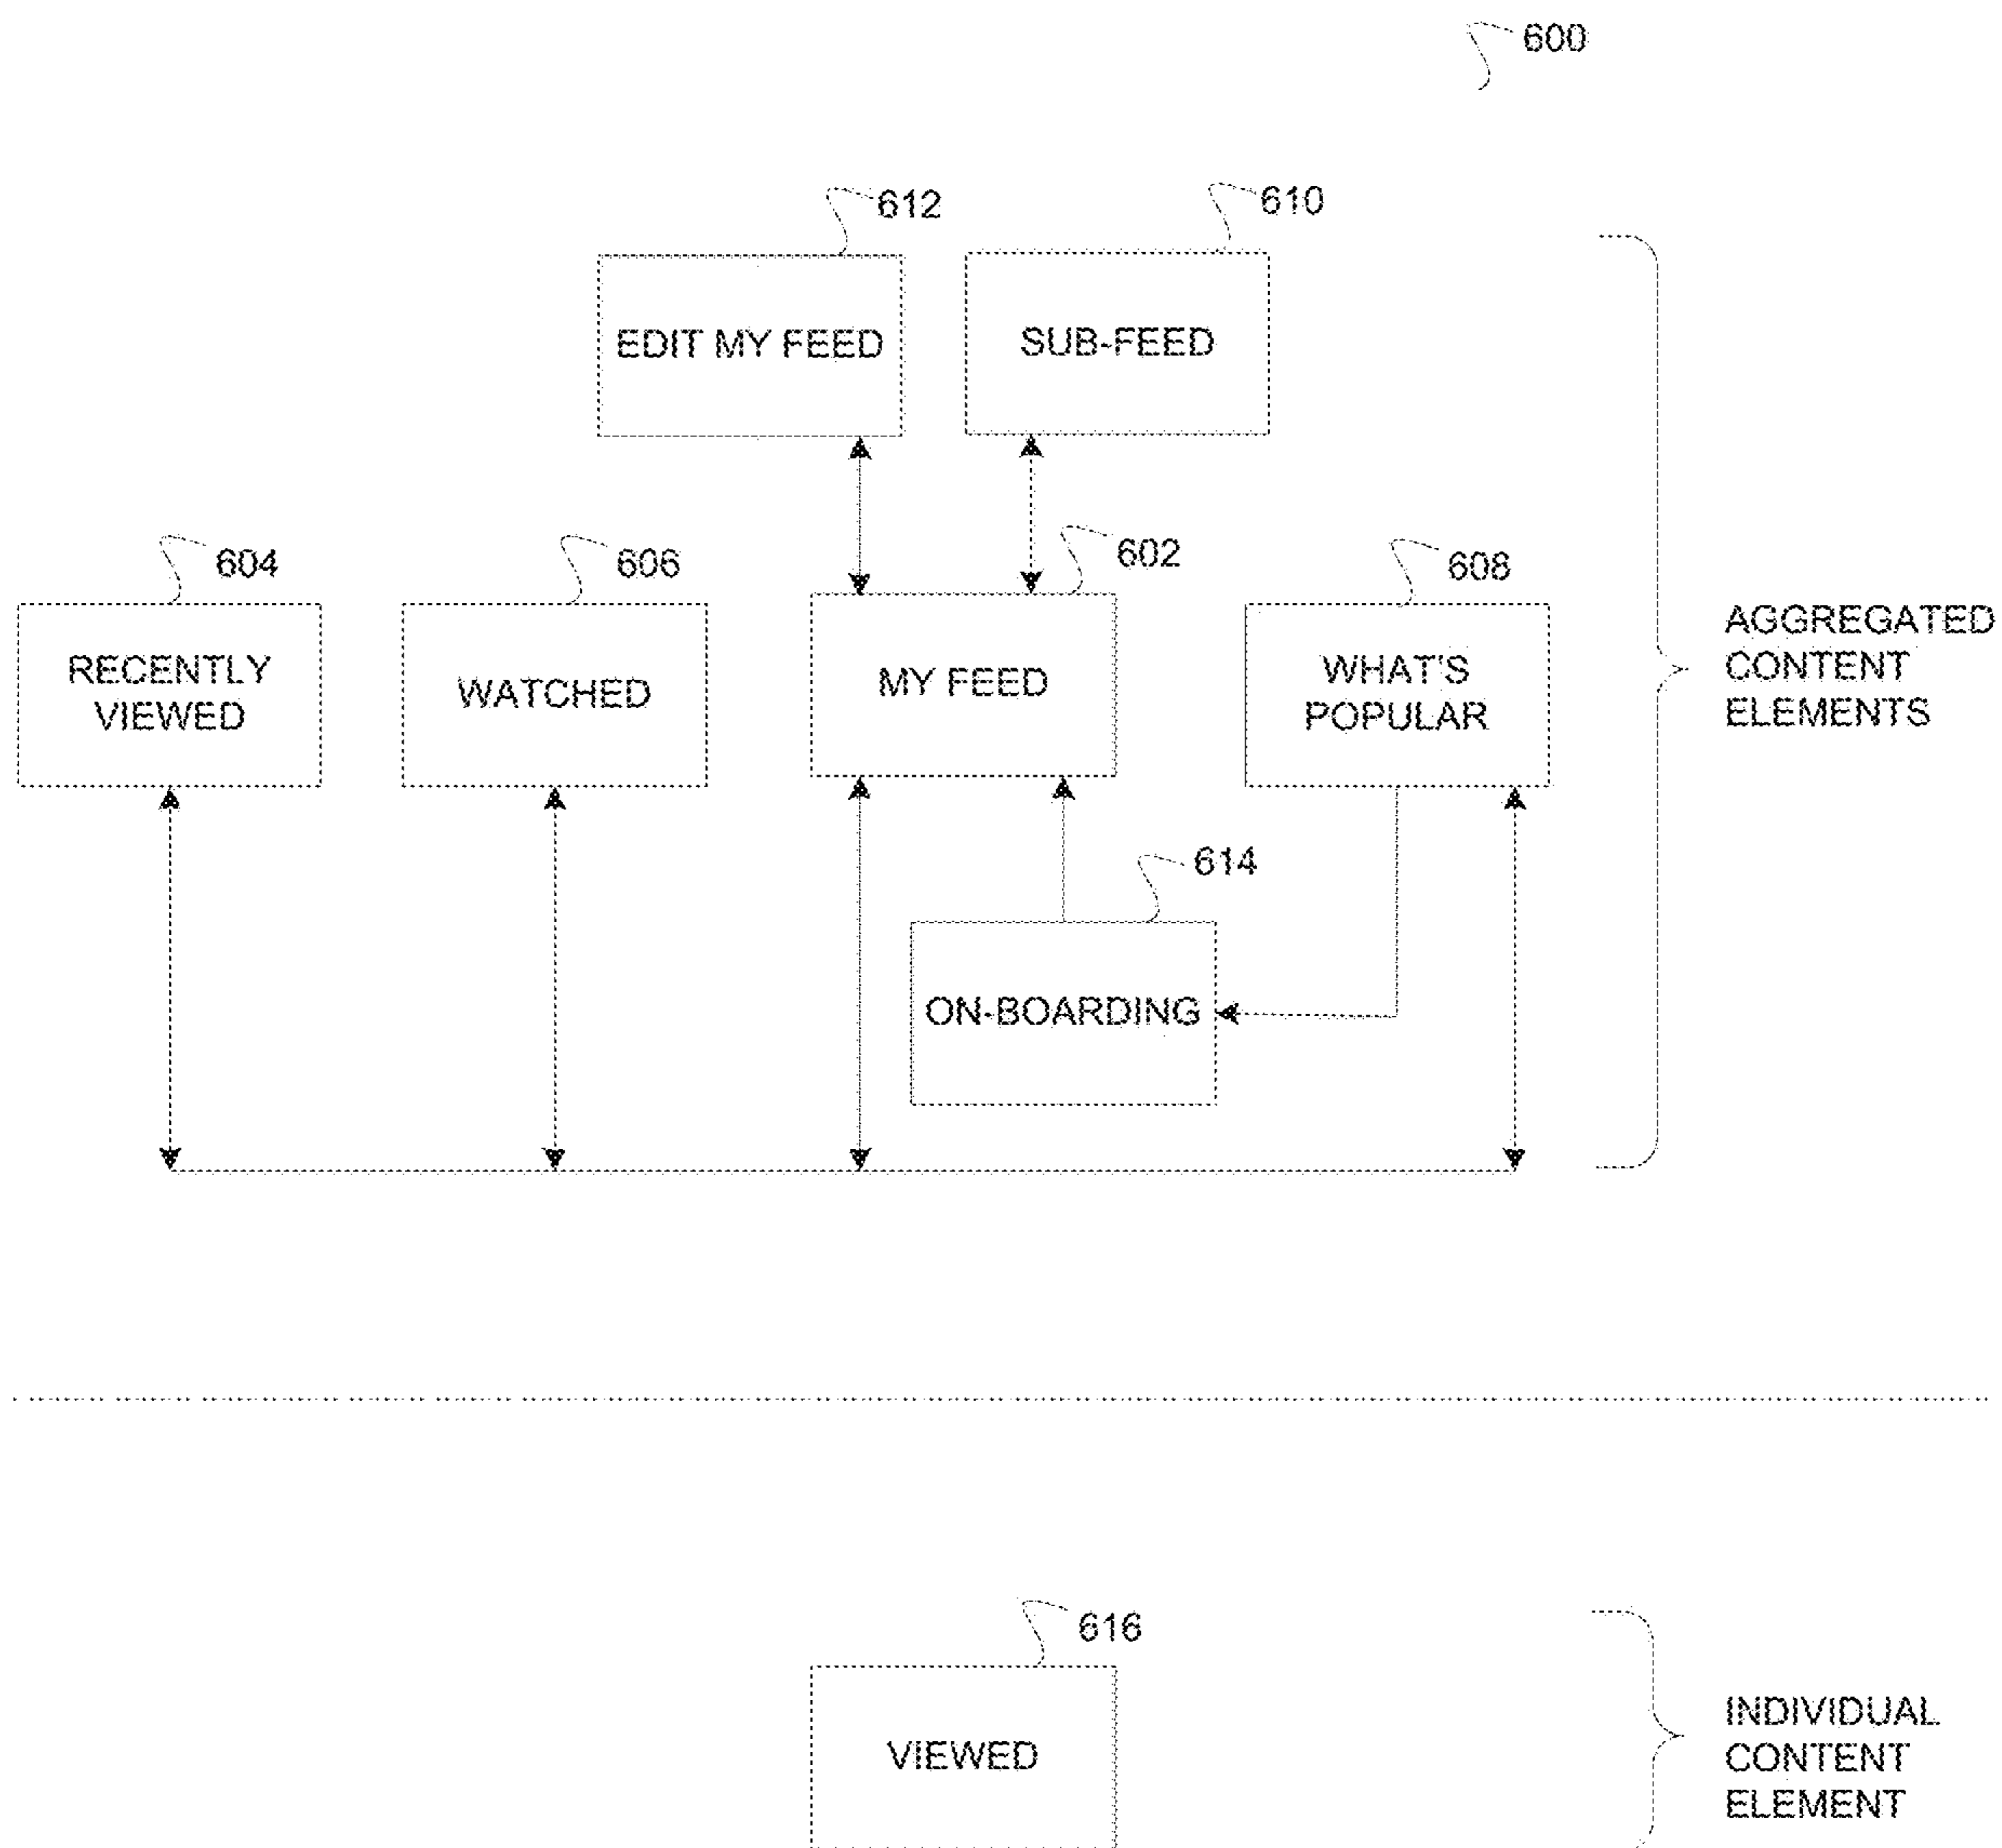 600
612
610
EDIT MY FEED
SUB-FEED
604
606
602
608
RECENTLY
VIEWED
WATCHED
MY FEED
WHAT'S
POPULAR
AGGREGATED
CONTENT
ELEMENTS
614
ON-BOARDING
616
VIEWED
INDIVIDUAL
CONTENT
ELEMENT